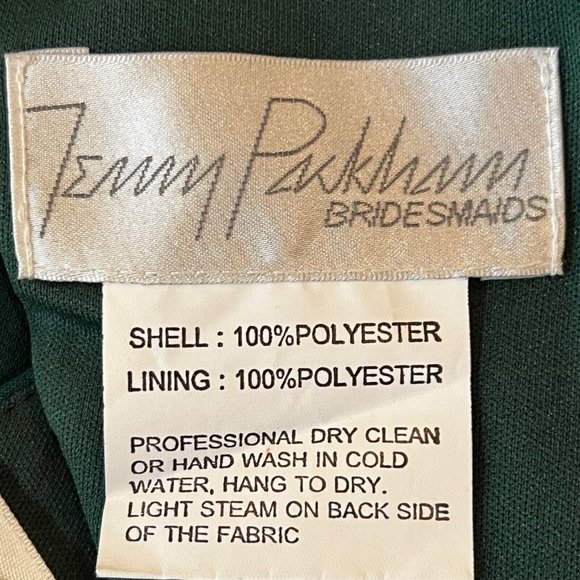 Jenny Packham
BRIDESMAIDS
SHELL : 100%POLYESTER
LINING : 100%POLYESTER
PROFESSIONAL DRY CLEAN
OR HAND WASH IN COLD
WATER, HANG TO DRY.
LIGHT STEAM ON BACK SIDE
OF THE FABRIC